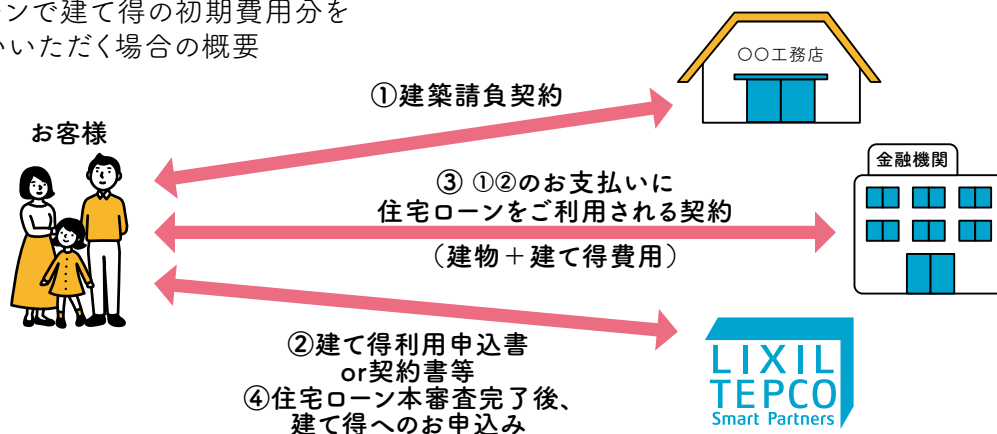 ンで建て得の初期費用分を
いただく場合の概要
〇〇工務店
①建築請負契約
お客様
金融機関
③ ①②のお支払いに
住宅ローンをご利用される契約
（建物＋建て得費用）
②建て得利用申込書
or契約書等
④住宅ローン本審査完了後、
建て得へのお申込み
LIXIL
TEPCO
Smart Partners